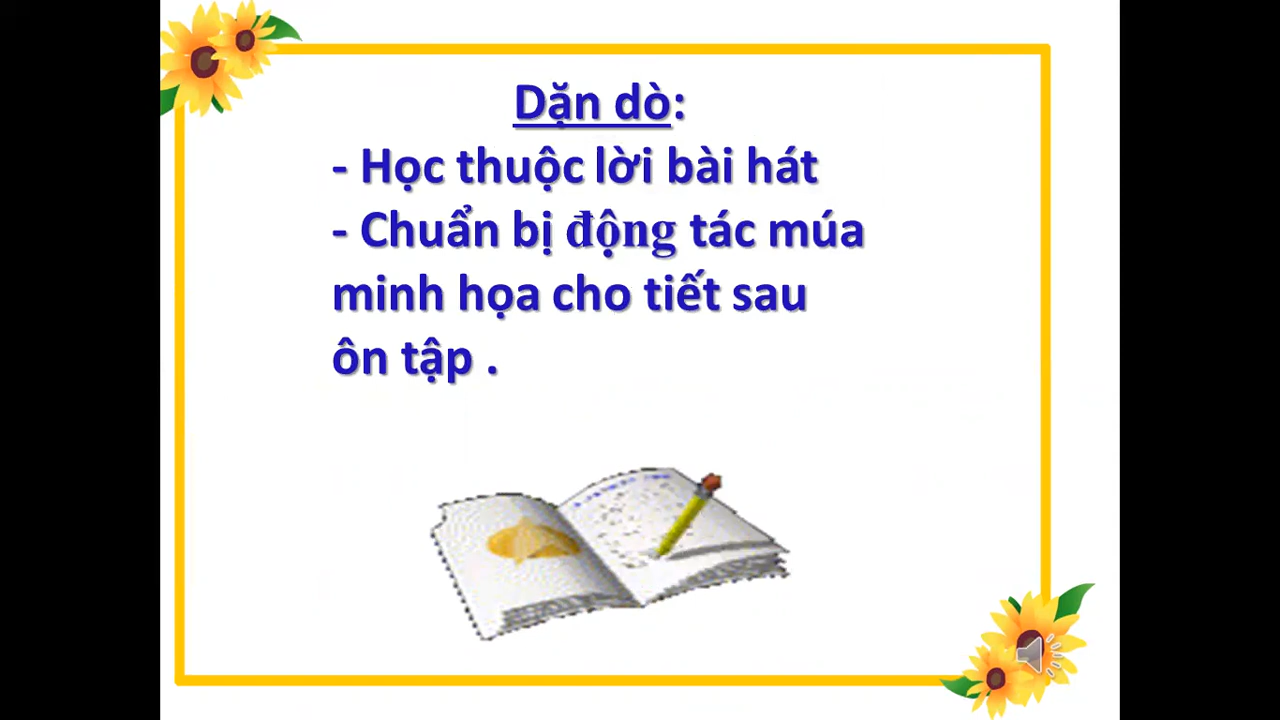 Dặn dò:
- Học thuộc lời bài hát
- Chuẩn bị động tác múa
minh họa cho tiết sau
ôn tập .